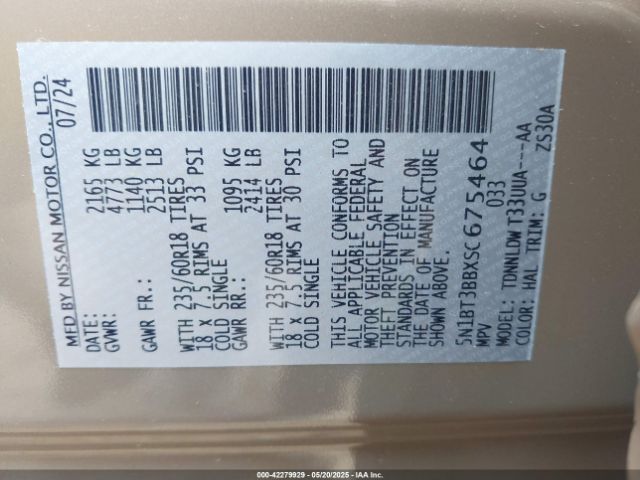 MFD BY NISSAN MOTOR CO., LTD.
DATE: 07/24
GVWR: 2165 KG
4773 LB
GAWR FR.: 1140 KG
2513 LB
WITH 235/60R18 TIRES
18 x 7.5 RIMS AT 33 PSI
COLD SINGLE
GAWR RR.: 1095 KG
2414 LB
WITH 235/60R18 TIRES
18 x 7.5 RIMS AT 30 PSI
COLD SINGLE
THIS VEHICLE CONFORMS TO
ALL APPLICABLE FEDERAL
MOTOR VEHICLE SAFETY AND
THEFT PREVENTION
STANDARDS IN EFFECT ON
THE DATE OF MANUFACTURE
SHOWN ABOVE.
5N1BT3BBXSC675464
MPV 033
MODEL: TDNNLDW T33UUA---AA
COLOR: HAL TRIM: G ZS30A
000-42279929 | 05/20/2025 | IAA Inc.